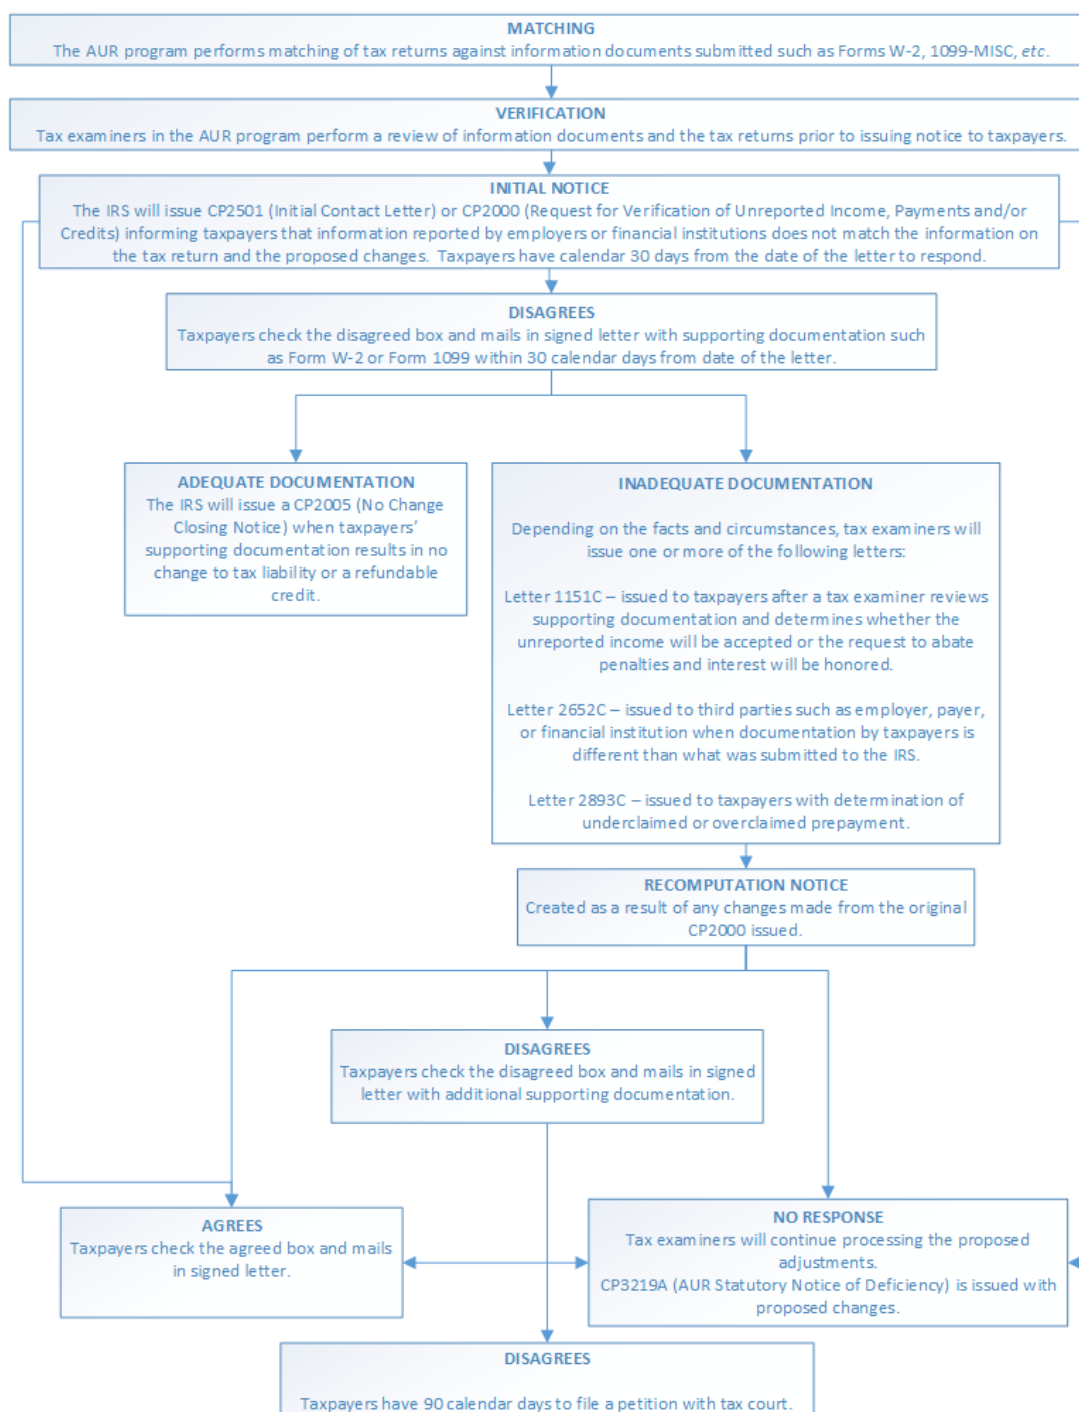 MATCHING
The AUR program performs matching of tax returns against information documents submitted such as Forms W-2, 1099-MISC, etc.
VERIFICATION
Tax examiners in the AUR program perform a review of information documents and the tax returns prior to issuing notice to taxpayers.
INITIAL NOTICE
The IRS will issue CP2501 (Initial Contact Letter) or CP2000 (Request for Verification of Unreported Income, Payments and/or
Credits) informing taxpayers that information reported by employers or financial institutions does not match the information on
the tax return and the proposed changes. Taxpayers have calendar 30 days from the date of the letter to respond.
DISAGREES
Taxpayers check the disagreed box and mails in signed letter with supporting documentation such
as Form W-2 or Form 1099 within 30 calendar days from date of the letter.
ADEQUATE DOCUMENTATION
The IRS will issue a CP2005 (No Change
Closing Notice) when taxpayers'
supporting documentation results in no
change to tax liability or a refundable
credit.
INADEQUATE DOCUMENTATION
Depending on the facts and circumstances, tax examiners will
issue one or more of the following letters:
Letter 1151C – issued to taxpayers after a tax examiner reviews
supporting documentation and determines whether the
unreported income will be accepted or the request to abate
penalties and interest will be honored.
Letter 2652C – issued to third parties such as employer, payer,
or financial institution when documentation by taxpayers is
different than what was submitted to the IRS.
Letter 2893C – issued to taxpayers with determination of
underclaimed or overclaimed prepayment.
RECOMPUTATION NOTICE
Created as a result of any changes made from the original
CP2000 issued.
DISAGREES
Taxpayers check the disagreed box and mails in signed
letter with additional supporting documentation.
AGREES
Taxpayers check the agreed box and mails
in signed letter.
NO RESPONSE
Tax examiners will continue processing the proposed
adjustments.
CP3219A (AUR Statutory Notice of Deficiency) is issued with
proposed changes.
DISAGREES
Taxpayers have 90 calendar days to file a petition with tax court.